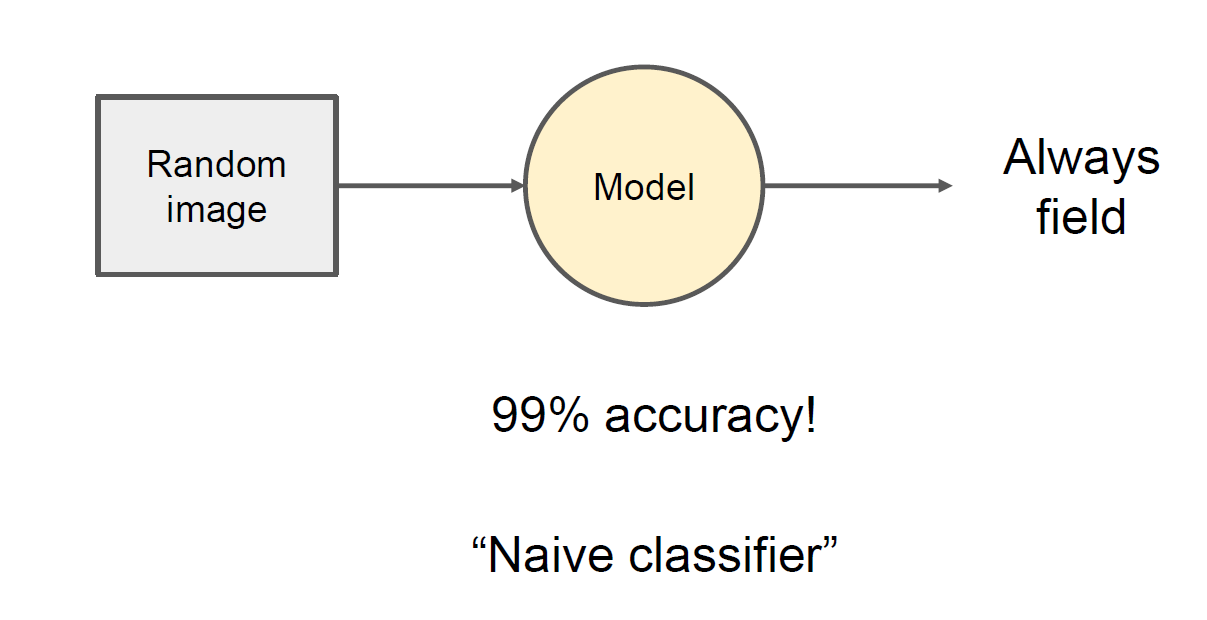 Random
image
Model
Always
field
99% accuracy!
“Naive classifier”